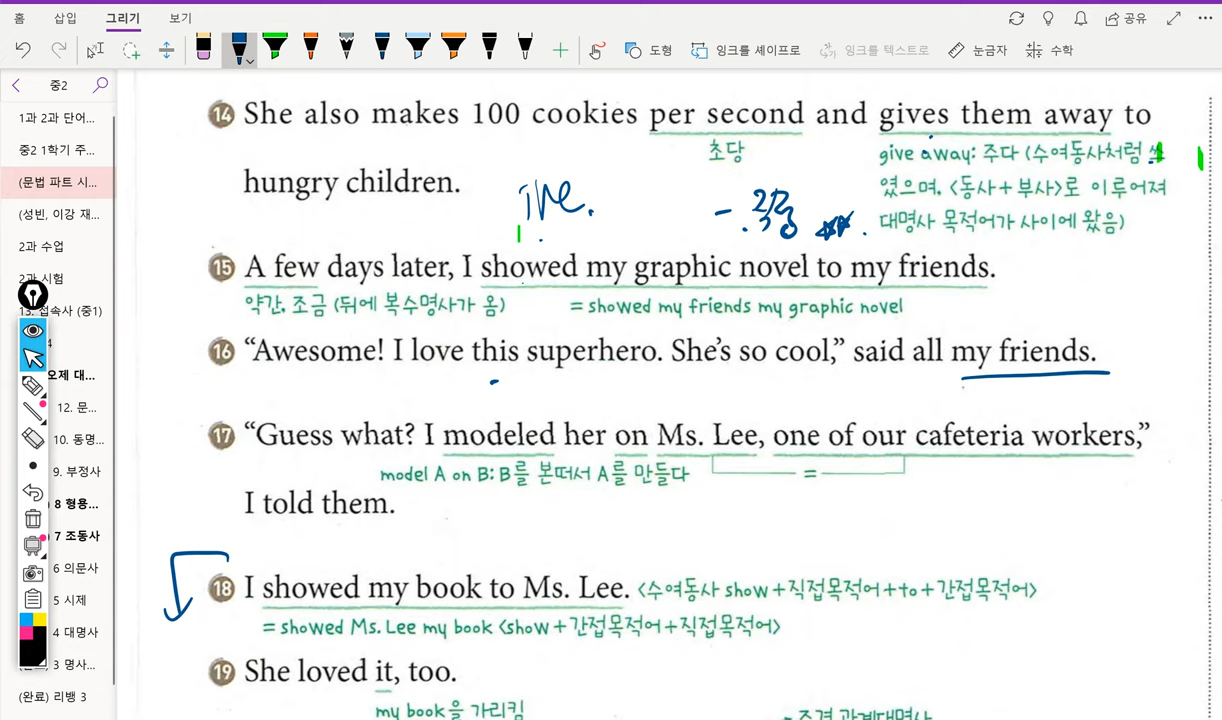 홈 삽입 그리기 보기
공유
도형 잉크를 셰이프로 잉크를 텍스트로 눈금자 수학
중2
1과 2과 단어...
중2 1학기 주...
(문법 파트 시...
(성빈, 이강 재...
2과 수업
2과 시험
13. 접속사 (중1)
4
오제 대...
12. 문...
10. 동명...
9. 부정사
8 형용...
7 조동사
6 의문사
5 시제
4 대명사
3 명사...
(완료) 리뱅 3
14 She also makes 100 cookies per second and gives them away to
초당
give away: 주다 (수여동사처럼 쓰
hungry children.
였으며, <동사+부사>로 이루어져
대명사 목적어가 사이에 왔음)
15 A few days later, I showed my graphic novel to my friends.
약간, 조금 (뒤에 복수명사가 옴) = showed my friends my graphic novel
16 “Awesome! I love this superhero. She’s so cool,” said all my friends.
17 “Guess what? I modeled her on Ms. Lee, one of our cafeteria workers,”
model A on B: B를 본떠서 A를 만들다 =
I told them.
18 I showed my book to Ms. Lee. <수여동사 show+직접목적어+to+간접목적어>
= showed Ms. Lee my book <show+간접목적어+직접목적어>
19 She loved it, too.
my book을 가리킴